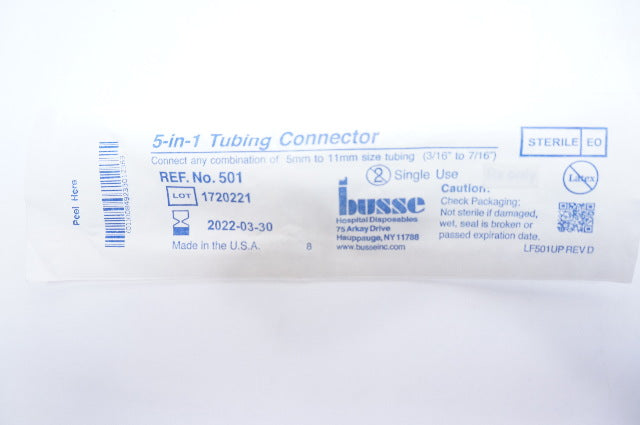 5-in-1 Tubing Connector
Connect any combination of 5mm to 11mm size tubing (3/16" to 7/16")
REF. No. 501
LOT 1720221
2022-03-30
Made in the U.S.A. 8
2 Single Use
busse
Hospital Disposables
75 Arkay Drive
Hauppauge, NY 11788
www.busseinc.com
STERILE EO
Rx only
Latex
Caution:
Check Packaging;
Not sterile if damaged,
wet, seal is broken or
passed expiration date.
LF501UP REV D
Peel Here